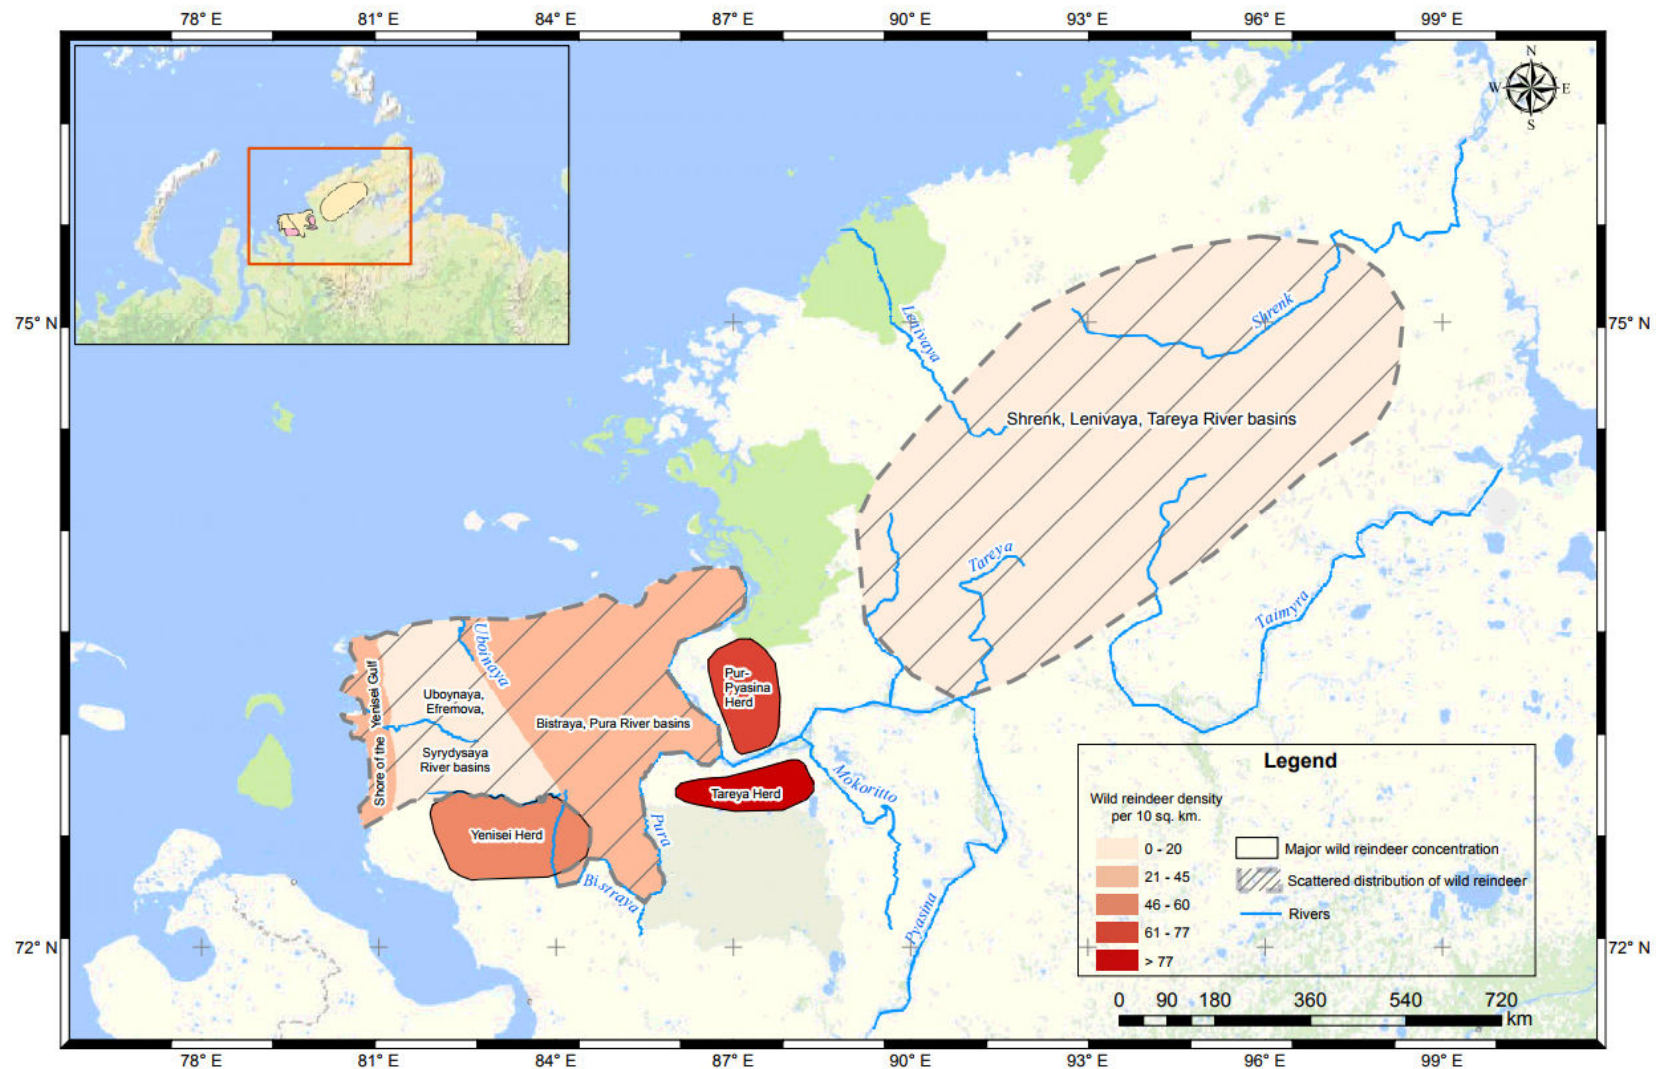 78° E 81° E 84° E 87° E 90° E 93° E 96° E 99° E
N
W E
S
75° N 75° N
Lenivaya
Shrenk
Shrenk, Lenivaya, Tareya River basins
Tareya
Taimyra
Uboinaya
Shore of the Yenisei Gulf
Uboynaya,
Efremova,
Syrydysaya
River basins
Bistraya, Pura River basins
Pur-
Pyasina
Herd
Tareya Herd
Mokoritto
Yenisei Herd
Pura
Bistraya
Pyasina
Legend
Wild reindeer density
per 10 sq. km.
0 - 20
21 - 45
46 - 60
61 - 77
> 77
Major wild reindeer concentration
Scattered distribution of wild reindeer
Rivers
72° N 72° N
0 90 180 360 540 720
km
78° E 81° E 84° E 87° E 90° E 93° E 96° E 99° E